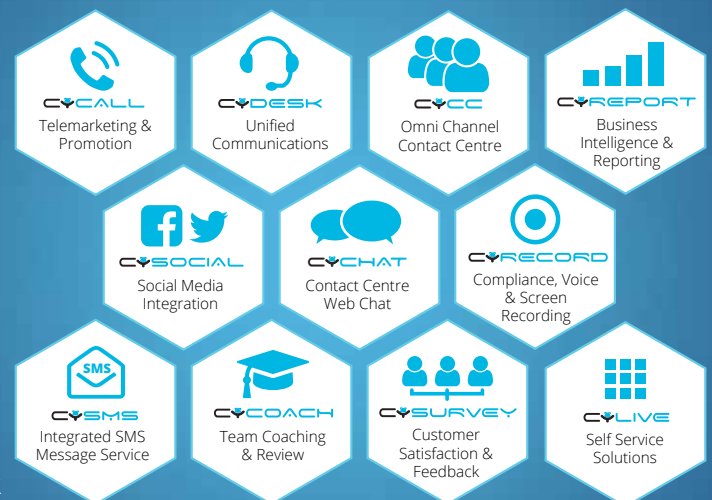 CYCALL
Telemarketing &
Promotion
CYDESK
Unified
Communications
CYCC
Omni Channel
Contact Centre
CYREPORT
Business
Intelligence &
Reporting
CYSOCIAL
Social Media
Integration
CYCHAT
Contact Centre
Web Chat
CYRECORD
Compliance, Voice
& Screen
Recording
SMS
CYSMS
Integrated SMS
Message Service
CYCOACH
Team Coaching
& Review
CYSURVEY
Customer
Satisfaction &
Feedback
CYLIVE
Self Service
Solutions